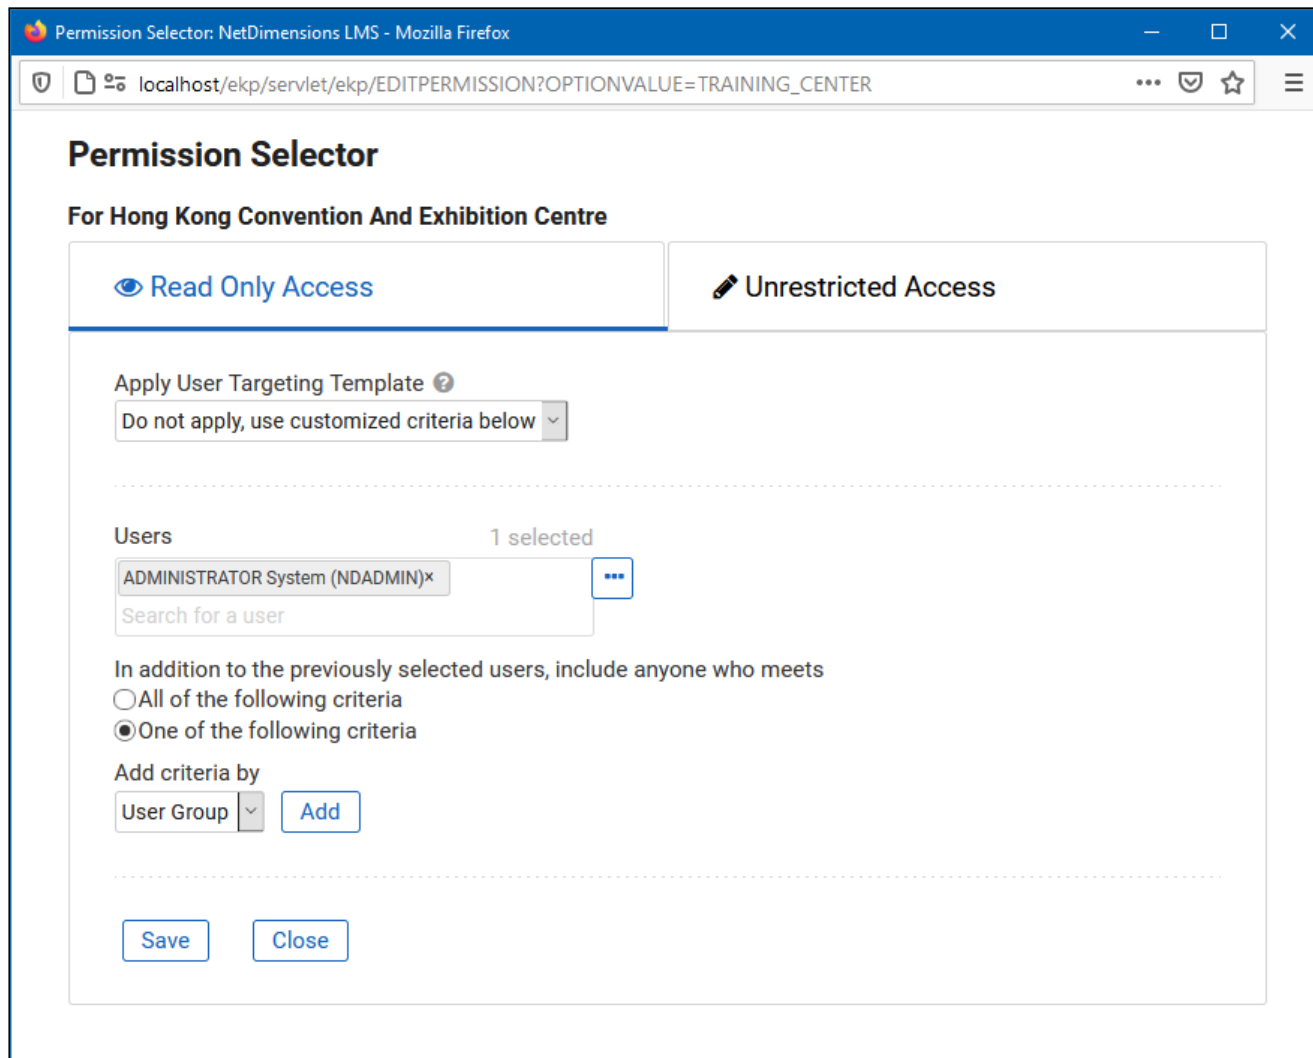 Permission Selector: NetDimensions LMS - Mozilla Firefox
localhost/ekp/servlet/ekp/EDITPERMISSION?OPTIONVALUE=TRAINING_CENTER
Permission Selector
For Hong Kong Convention And Exhibition Centre
Read Only Access
Unrestricted Access
Apply User Targeting Template ?
Do not apply, use customized criteria below
Users 1 selected
ADMINISTRATOR System (NDADMIN)×
Search for a user
In addition to the previously selected users, include anyone who meets
All of the following criteria
One of the following criteria
Add criteria by
User Group Add
Save Close